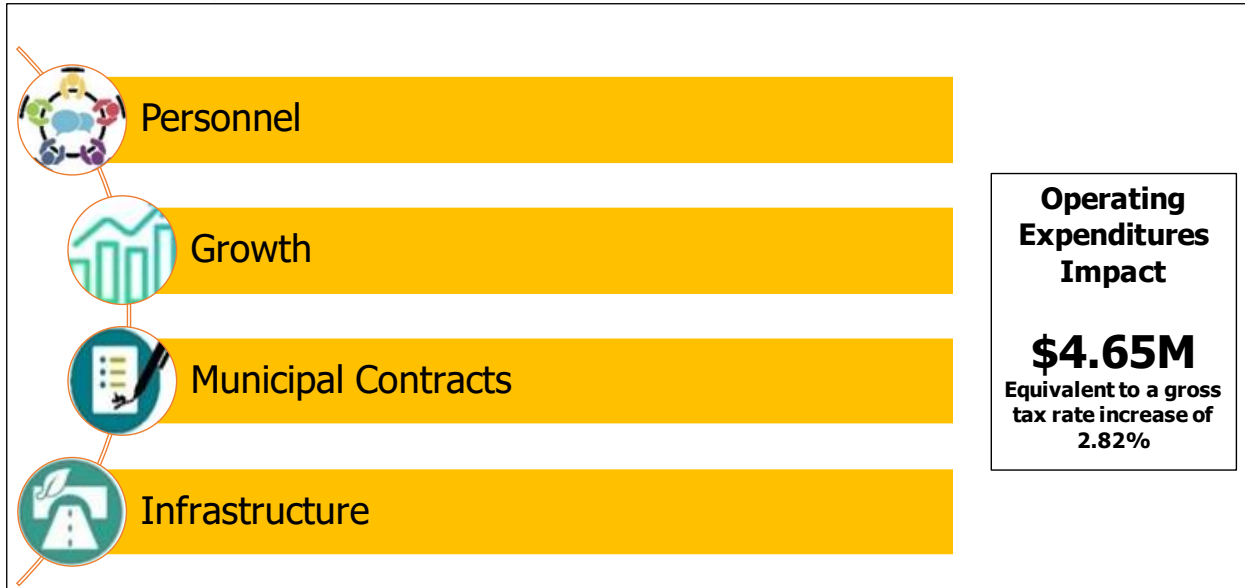 Personnel
Growth
Municipal Contracts
Infrastructure
Operating
Expenditures
Impact
$4.65M
Equivalent to a gross
tax rate increase of
2.82%